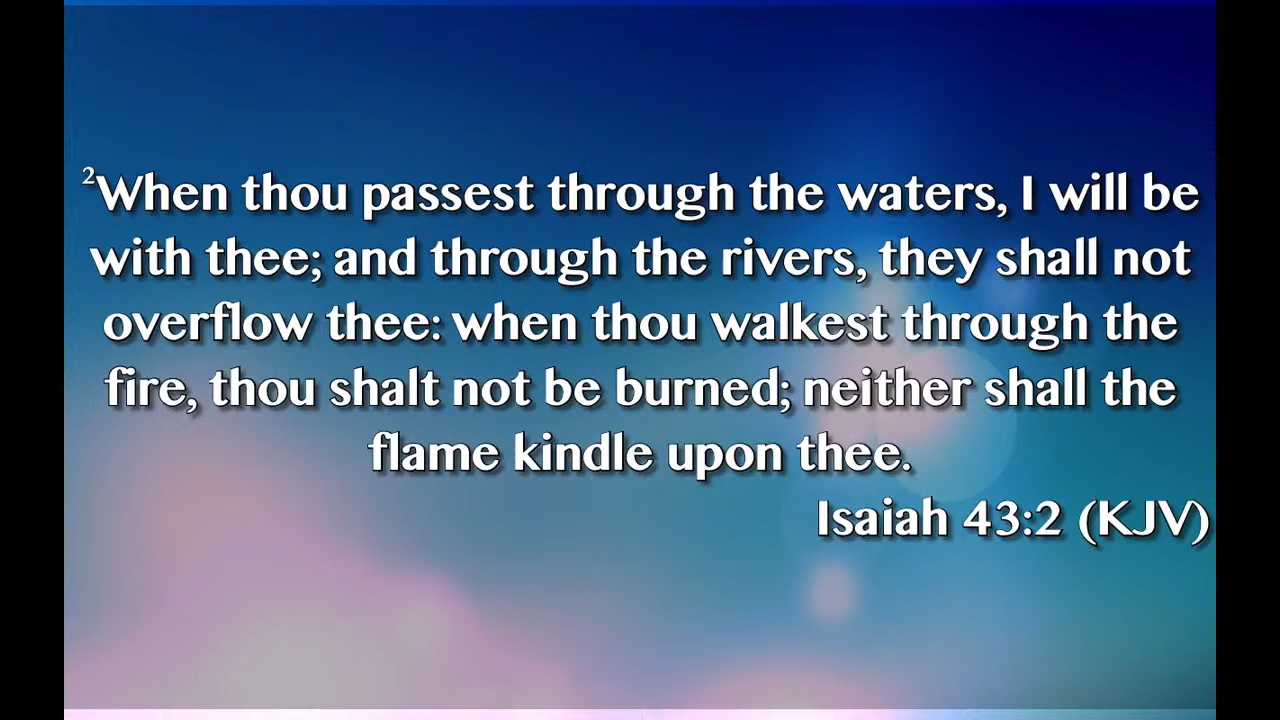 ²When thou passest through the waters, I will be
with thee; and through the rivers, they shall not
overflow thee: when thou walkest through the
fire, thou shalt not be burned; neither shall the
flame kindle upon thee.
Isaiah 43:2 (KJV)